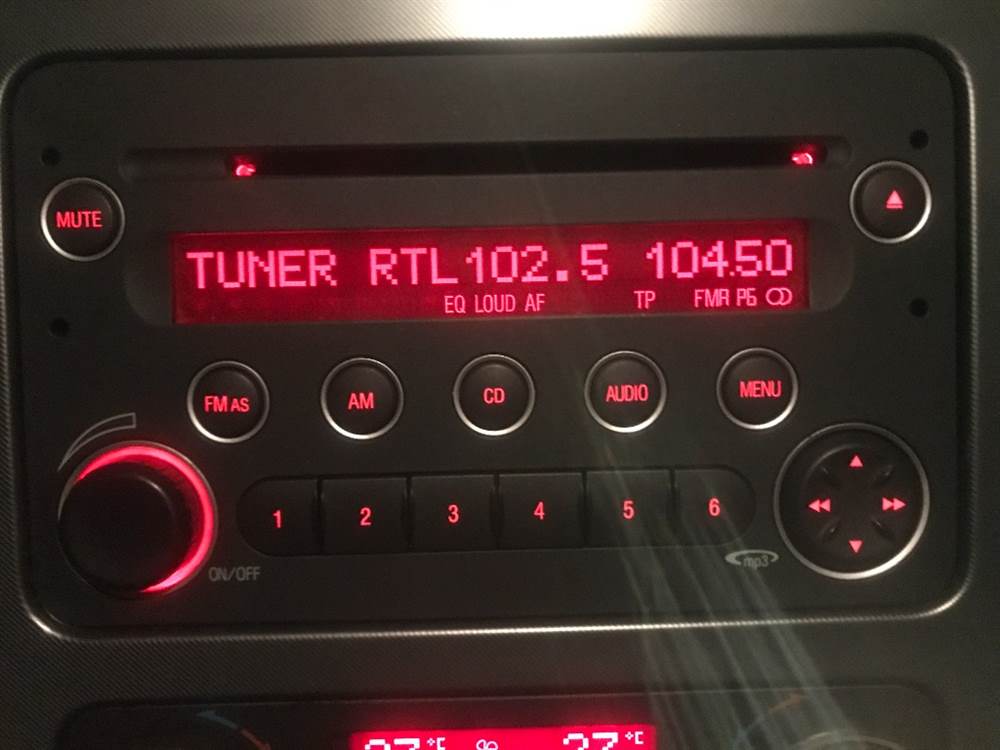 MUTE
TUNER RTL102.5 104.50
EQ LOUD AF TP FMA P6
FM AS AM CD AUDIO MENU
1 2 3 4 5 6
ON/OFF
mp3
°C °C